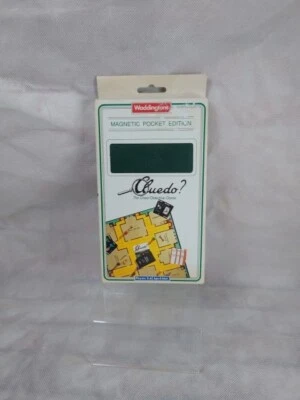 Waddingtons
MAGNETIC POCKET EDITION
Cluedo?
The Great Detective Game